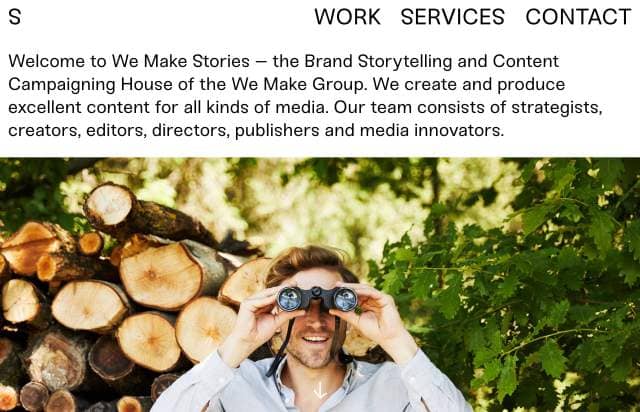 S
WORK SERVICES CONTACT
Welcome to We Make Stories – the Brand Storytelling and Content
Campaigning House of the We Make Group. We create and produce
excellent content for all kinds of media. Our team consists of strategists,
creators, editors, directors, publishers and media innovators.